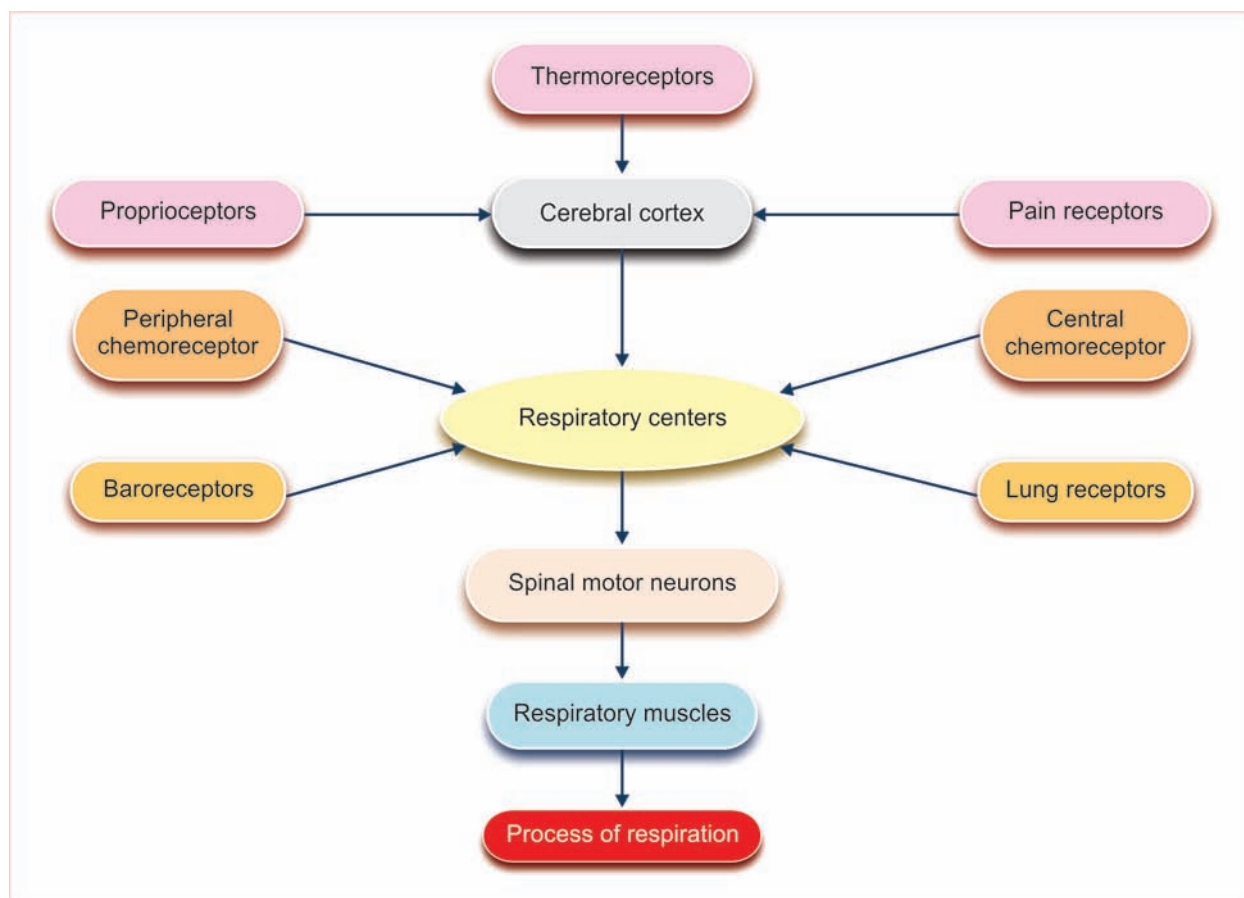 Thermoreceptors
Proprioceptors
Cerebral cortex
Pain receptors
Peripheral
chemoreceptor
Central
chemoreceptor
Respiratory centers
Baroreceptors
Lung receptors
Spinal motor neurons
Respiratory muscles
Process of respiration